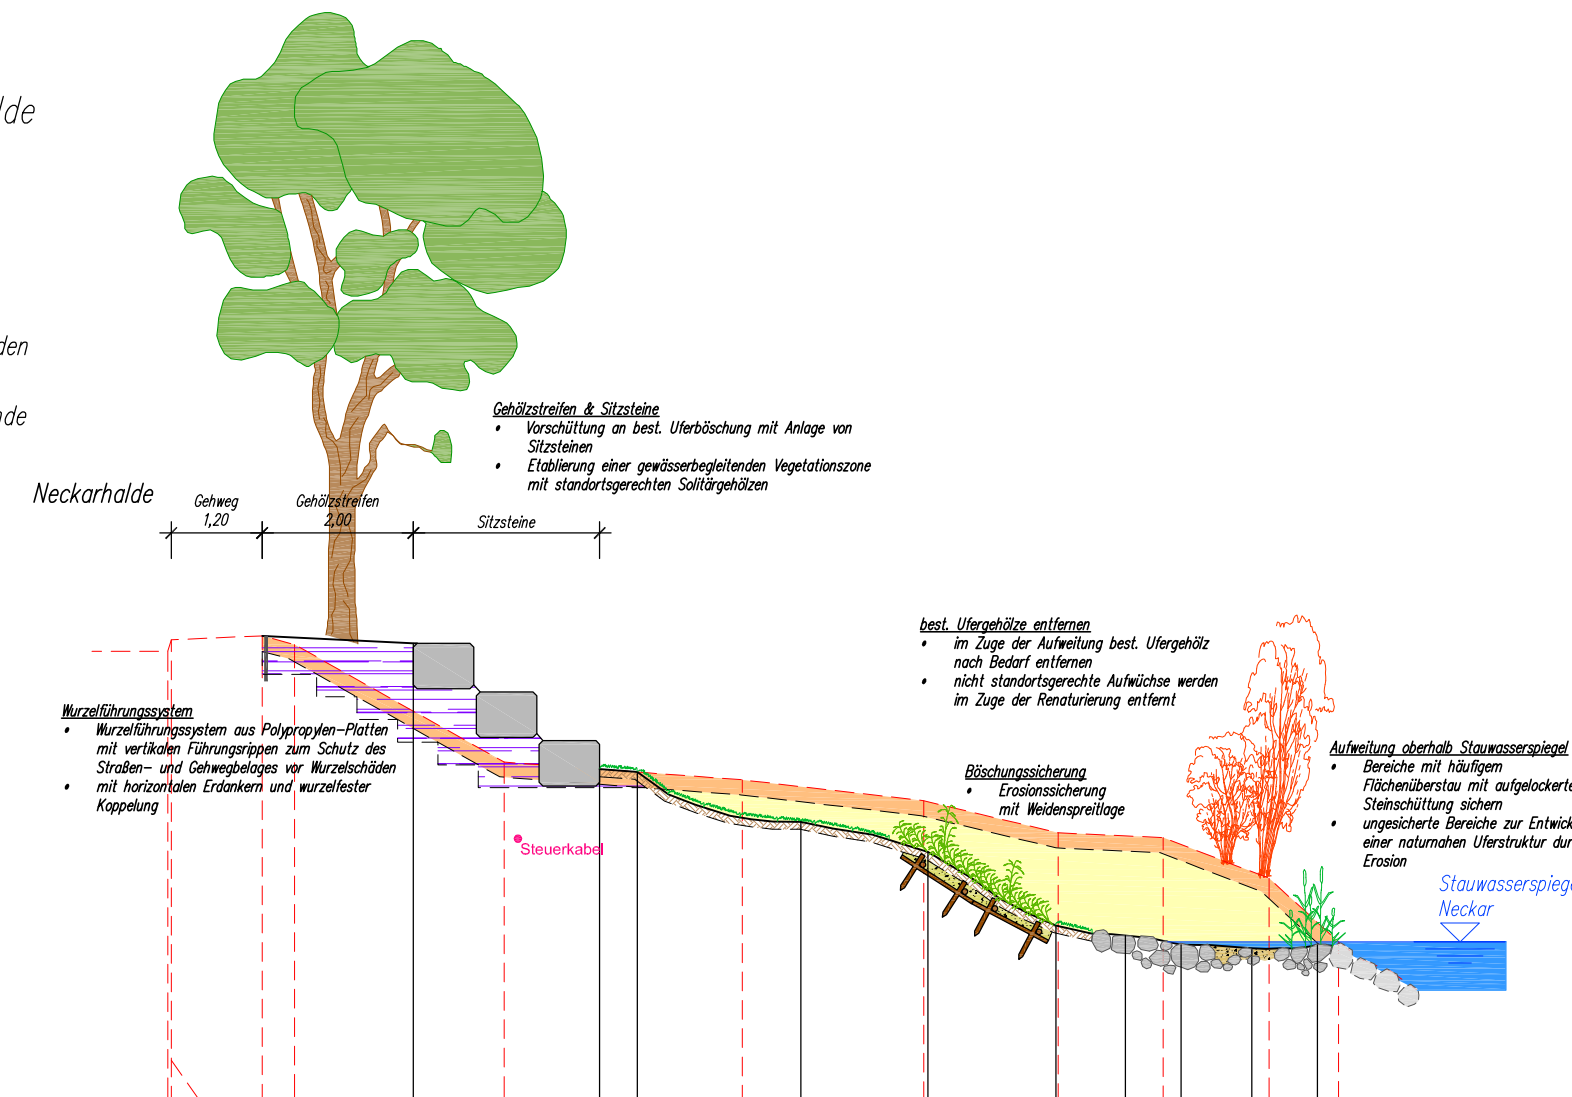 Gehölzstreifen & Sitzsteine
• Vorschüttung an best. Uferböschung mit Anlage von
Sitzsteinen
• Etablierung einer gewässerbegleitenden Vegetationszone
mit standortsgerechten Solitärgehölzen
Neckarhalde
Gehweg
1,20
Gehölzstreifen
2,00
Sitzsteine
best. Ufergehölze entfernen
• im Zuge der Aufweitung best. Ufergehölz
nach Bedarf entfernen
• nicht standortsgerechte Aufwüchse werden
im Zuge der Renaturierung entfernt
Wurzelführungssystem
• Wurzelführungssystem aus Polypropylen-Platten
mit vertikalen Führungsrippen zum Schutz des
Straßen- und Gehwegbelages vor Wurzelschäden
• mit horizontalen Erdankern und wurzelfester
Koppelung
Böschungssicherung
• Erosionssicherung
mit Weidenspreitlage
Aufweitung oberhalb Stauwasserspiegel
• Bereiche mit häufigem
Flächenüberstau mit aufgelockerte
Steinschüttung sichern
• ungesicherte Bereiche zur Entwick
einer naturnahen Uferstruktur dur
Erosion
Steuerkabel
Stauwasserspiege
Neckar